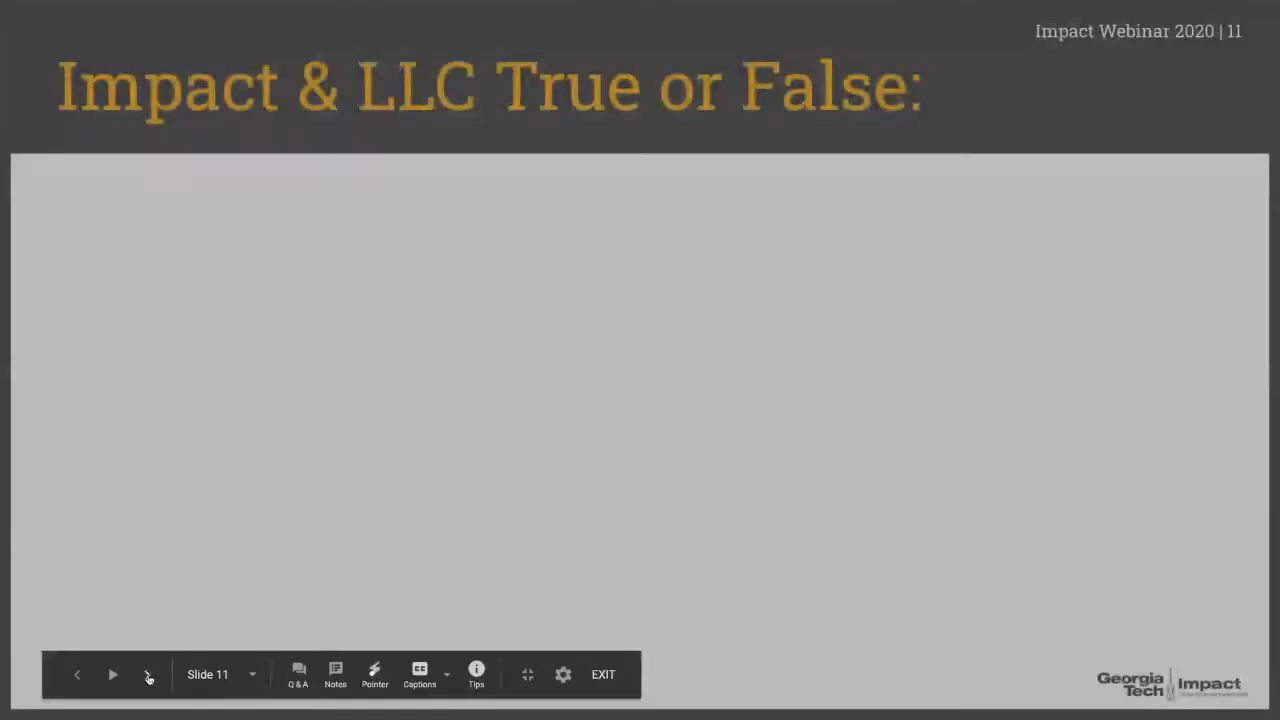 Impact Webinar 2020 | 11
Impact & LLC True or False:
Slide 11
Q & A
Notes
Pointer
Captions
Tips
EXIT
Georgia
Tech
Impact